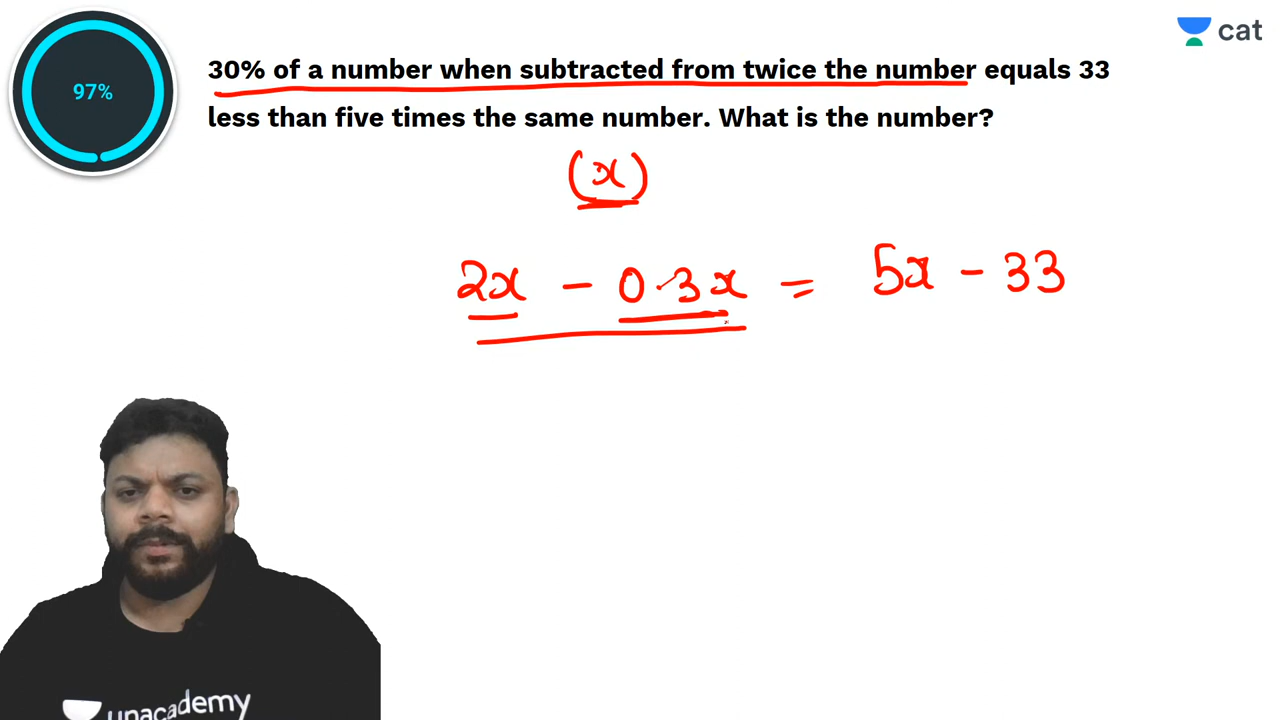 cat
97%
30% of a number when subtracted from twice the number equals 33
less than five times the same number. What is the number?
(x)
2x - 0.3x = 5x - 33
unacademy